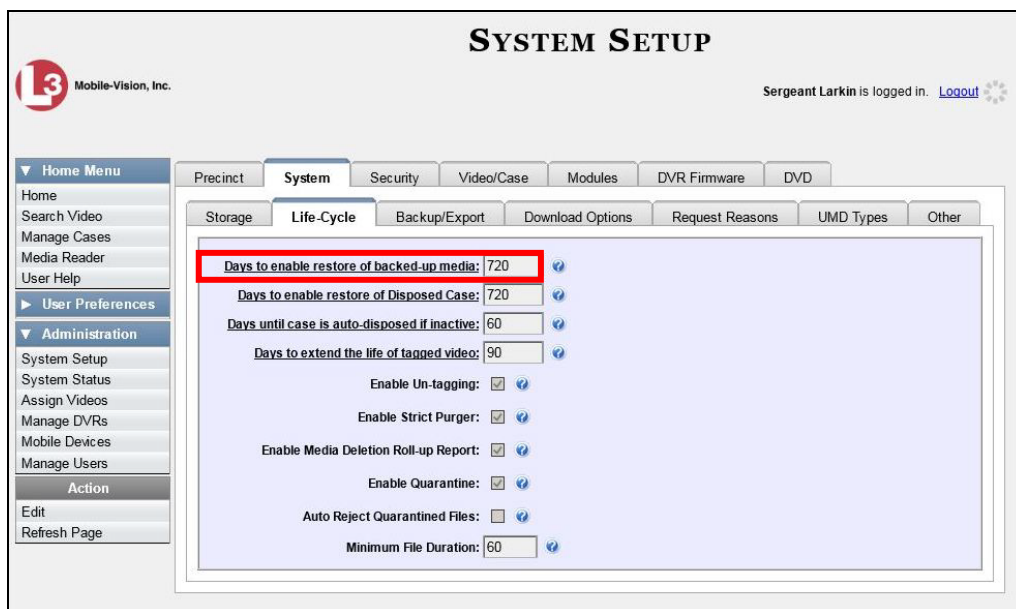 SYSTEM SETUP
L3 Mobile-Vision, Inc.
Sergeant Larkin is logged in. Logout
Home Menu
Home
Search Video
Manage Cases
Media Reader
User Help
User Preferences
Administration
System Setup
System Status
Assign Videos
Manage DVRs
Mobile Devices
Manage Users
Action
Edit
Refresh Page
Precinct System Security Video/Case Modules DVR Firmware DVD
Storage Life-Cycle Backup/Export Download Options Request Reasons UMD Types Other
Days to enable restore of backed-up media: 720 ?
Days to enable restore of Disposed Case: 720 ?
Days until case is auto-disposed if inactive: 60 ?
Days to extend the life of tagged video: 90 ?
Enable Un-tagging: ?
Enable Strict Purger: ?
Enable Media Deletion Roll-up Report: ?
Enable Quarantine: ?
Auto Reject Quarantined Files: ?
Minimum File Duration: 60 ?